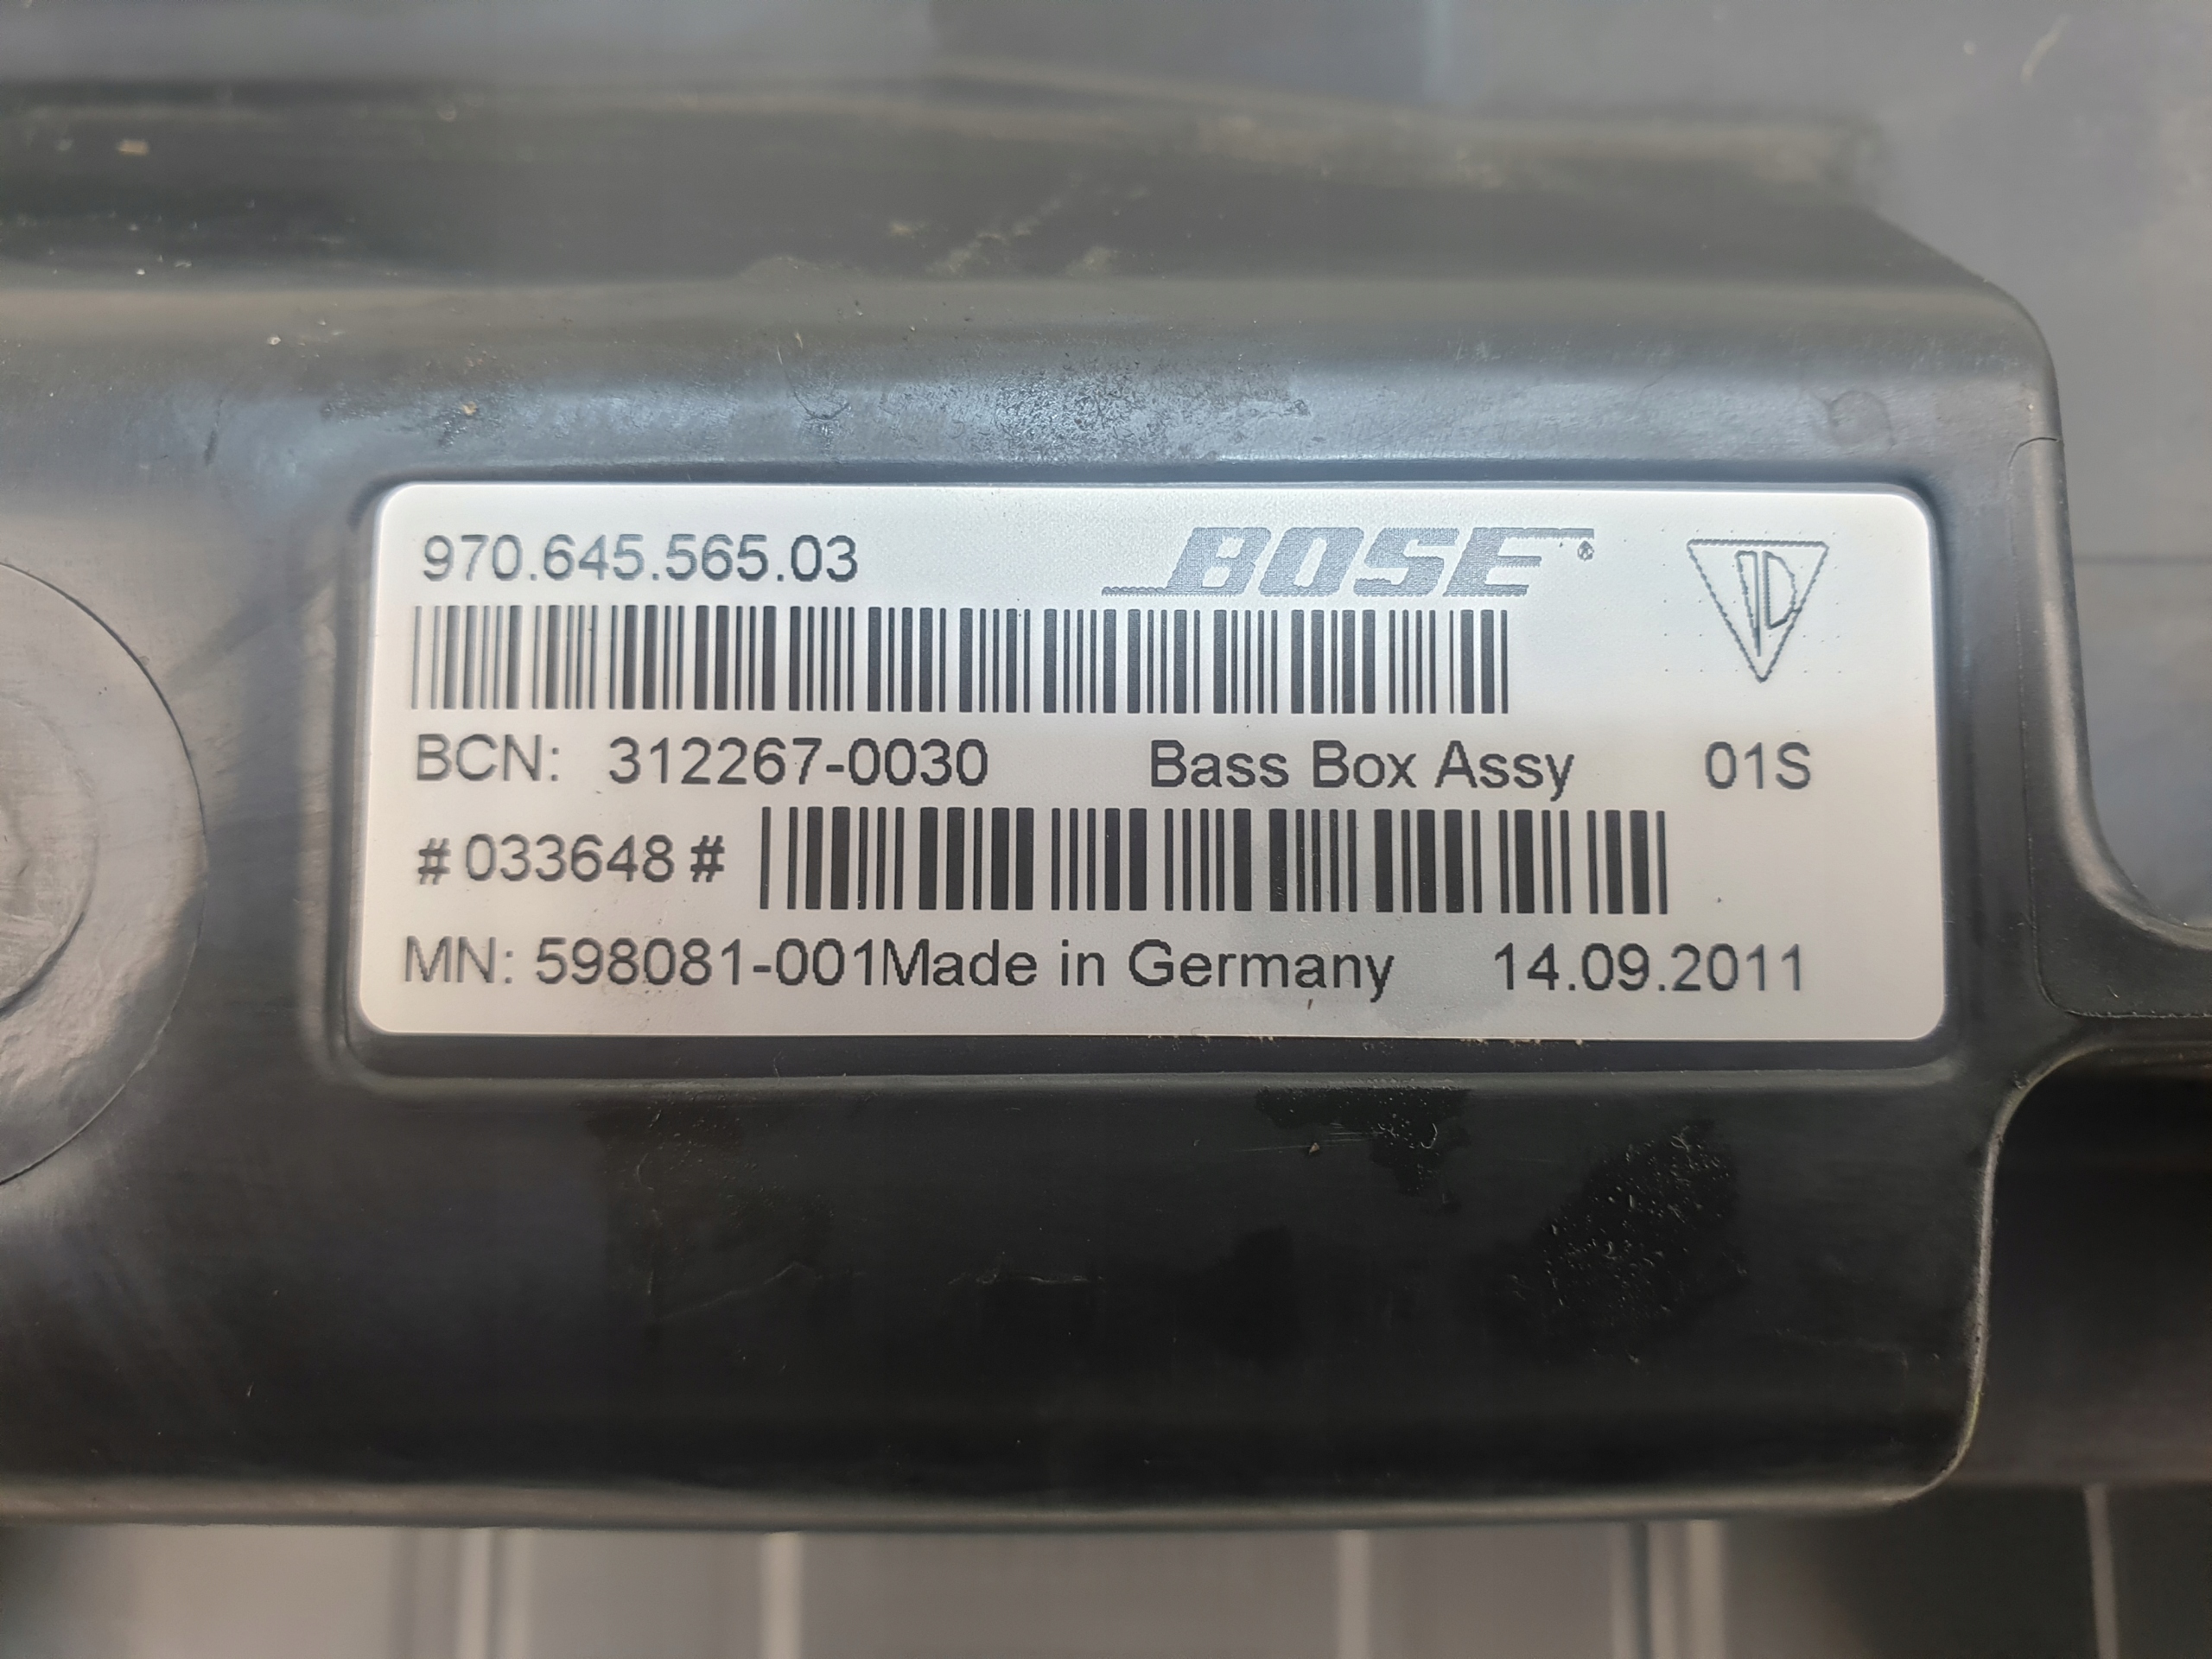 970.645.565.03 BOSE®
BCN: 312267-0030 Bass Box Assy 01S
#033648#
MN: 598081-001Made in Germany 14.09.2011